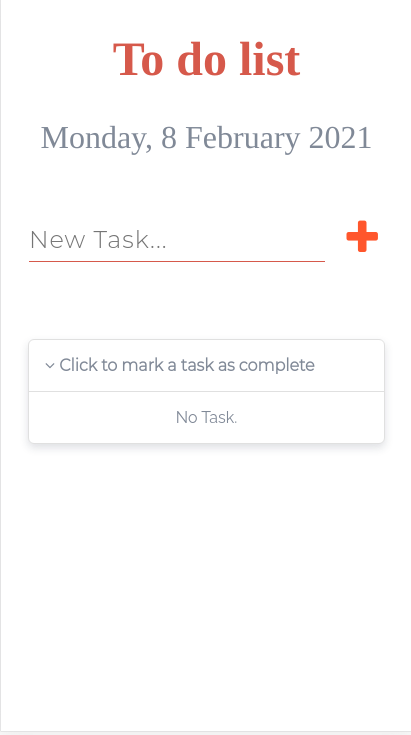 To do list
Monday, 8 February 2021
New Task...
Click to mark a task as complete
No Task.